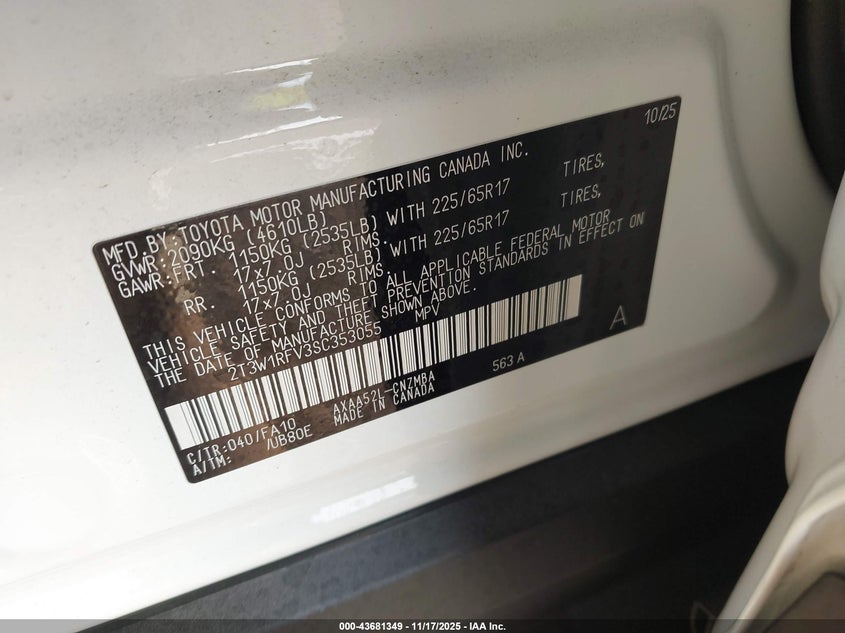 10/25
MFD.BY:TOYOTA MOTOR MANUFACTURING CANADA INC.
GVWR:2090KG (4610LB)
GAWR:FRT. 1150KG (2535LB) WITH 225/65R17 TIRES,
17x7.0J RIMS.
RR. 1150KG (2535LB) WITH 225/65R17 TIRES,
17x7.0J RIMS.
THIS VEHICLE CONFORMS TO ALL APPLICABLE FEDERAL MOTOR
VEHICLE SAFETY AND THEFT PREVENTION STANDARDS IN EFFECT ON
THE DATE OF MANUFACTURE SHOWN ABOVE.
2T3W1RFV3SC353055 MPV
A
C/TR:040/FA10 AXAA52L-CNZMBA 563 A
A/TM: /UB80E MADE IN CANADA
000-43681349 - 11/17/2025 - IAA Inc.